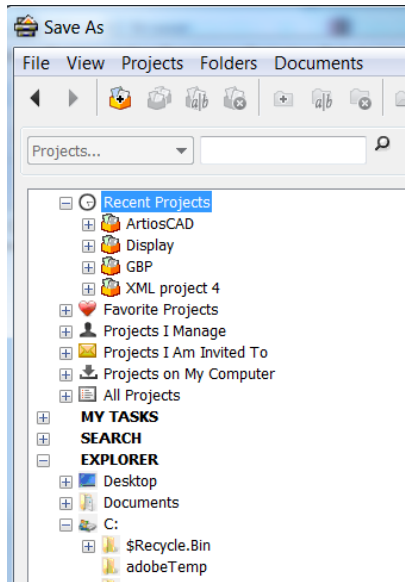 Save As
File View Projects Folders Documents
a|b a|b
Projects...
Recent Projects
ArtiosCAD
Display
GBP
XML project 4
Favorite Projects
Projects I Manage
Projects I Am Invited To
Projects on My Computer
All Projects
MY TASKS
SEARCH
EXPLORER
Desktop
Documents
C:
$Recycle.Bin
adobeTemp